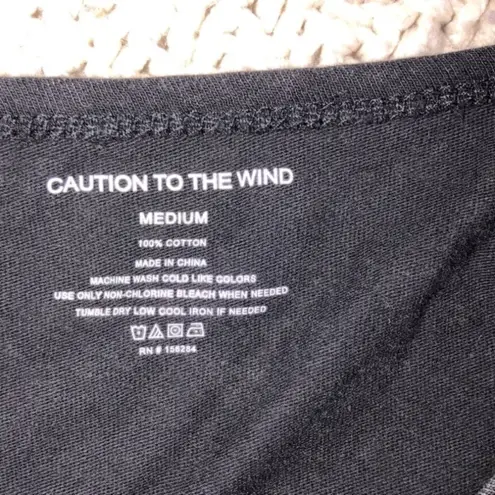 CAUTION TO THE WIND
MEDIUM
100% COTTON
MADE IN CHINA
MACHINE WASH COLD LIKE COLORS
USE ONLY NON-CHLORINE BLEACH WHEN NEEDED
TUMBLE DRY LOW COOL IRON IF NEEDED
RN # 156284